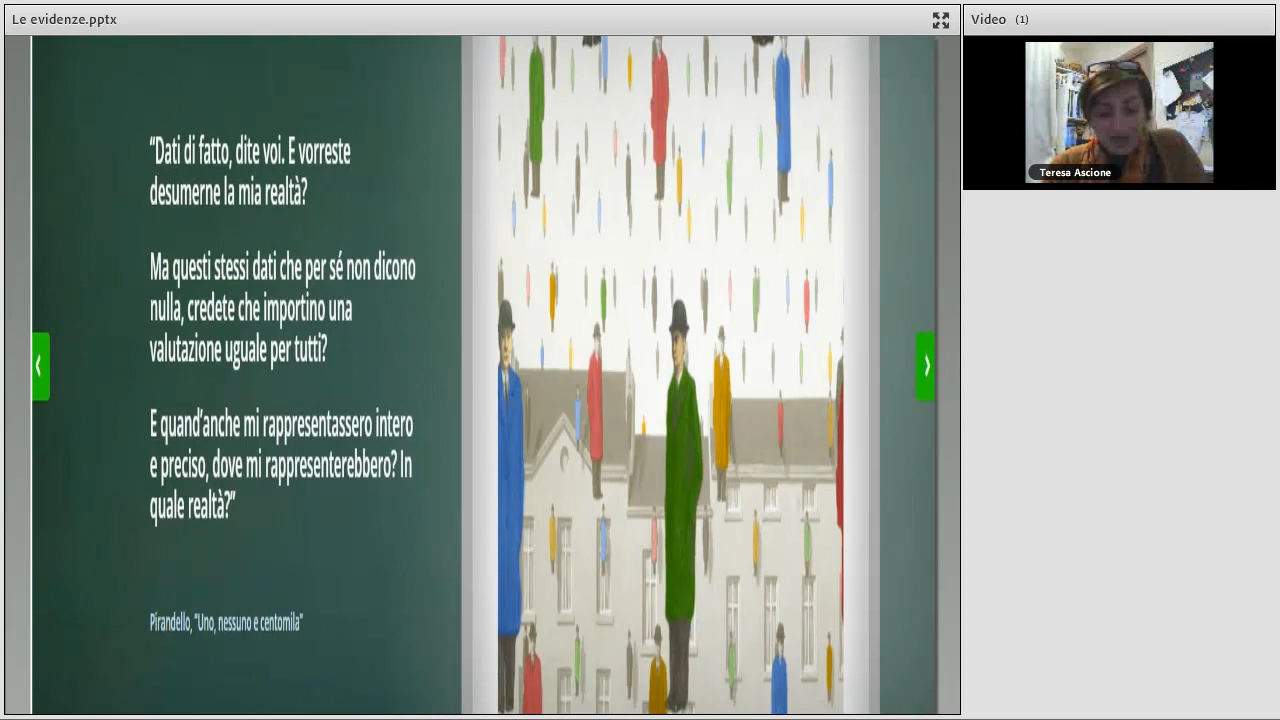 Le evidenze.pptx
Video (1)
“Dati di fatto, dite voi. E vorreste
desumerne la mia realtà?
Ma questi stessi dati che per sé non dicono
nulla, credete che importino una
valutazione uguale per tutti?
E quand’anche mi rappresentassero intero
e preciso, dove mi rappresenterebbero? In
quale realtà?”
Pirandello, “Uno, nessuno e centomila”
Teresa Ascione